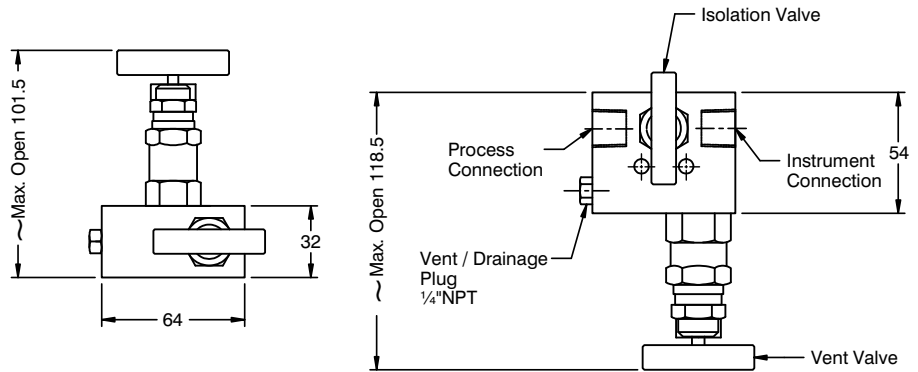 Isolation Valve
~Max. Open 101.5
32
64
~Max. Open 118.5
Process
Connection
54
Instrument
Connection
Vent / Drainage
Plug
¼"NPT
Vent Valve